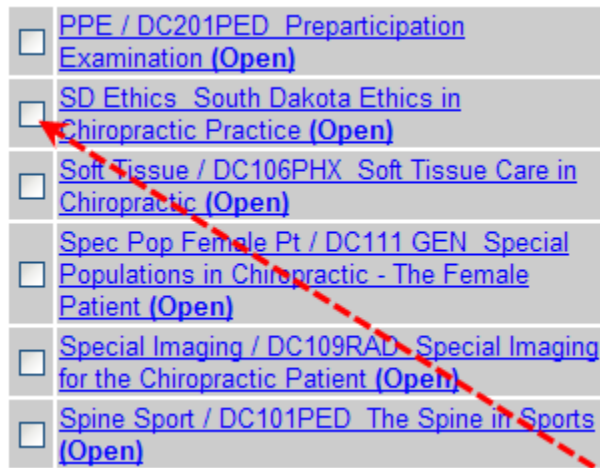 PPE / DC201PED  Preparticipation
Examination (Open)
SD Ethics  South Dakota Ethics in
Chiropractic Practice (Open)
Soft Tissue / DC106PHX  Soft Tissue Care in
Chiropractic (Open)
Spec Pop Female Pt / DC111 GEN  Special
Populations in Chiropractic - The Female
Patient (Open)
Special Imaging / DC109RAD  Special Imaging
for the Chiropractic Patient (Open)
Spine Sport / DC101PED  The Spine in Sports
(Open)